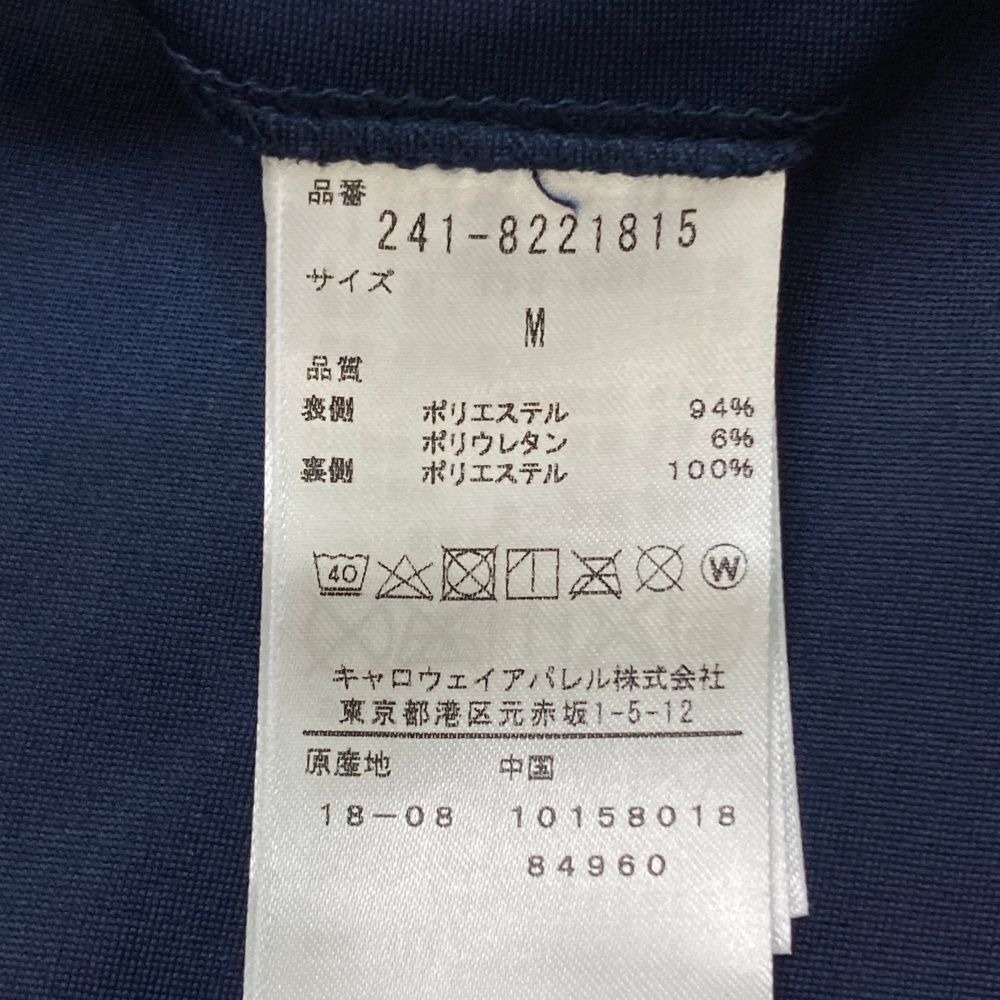 品番
241-8221815
サイズ
M
品質
表側 ポリエステル 94%
ポリウレタン 6%
裏側 ポリエステル 100%
40 W
キャロウェイアパレル株式会社
東京都港区元赤坂1-5-12
原産地 中国
18-08 10158018
84960